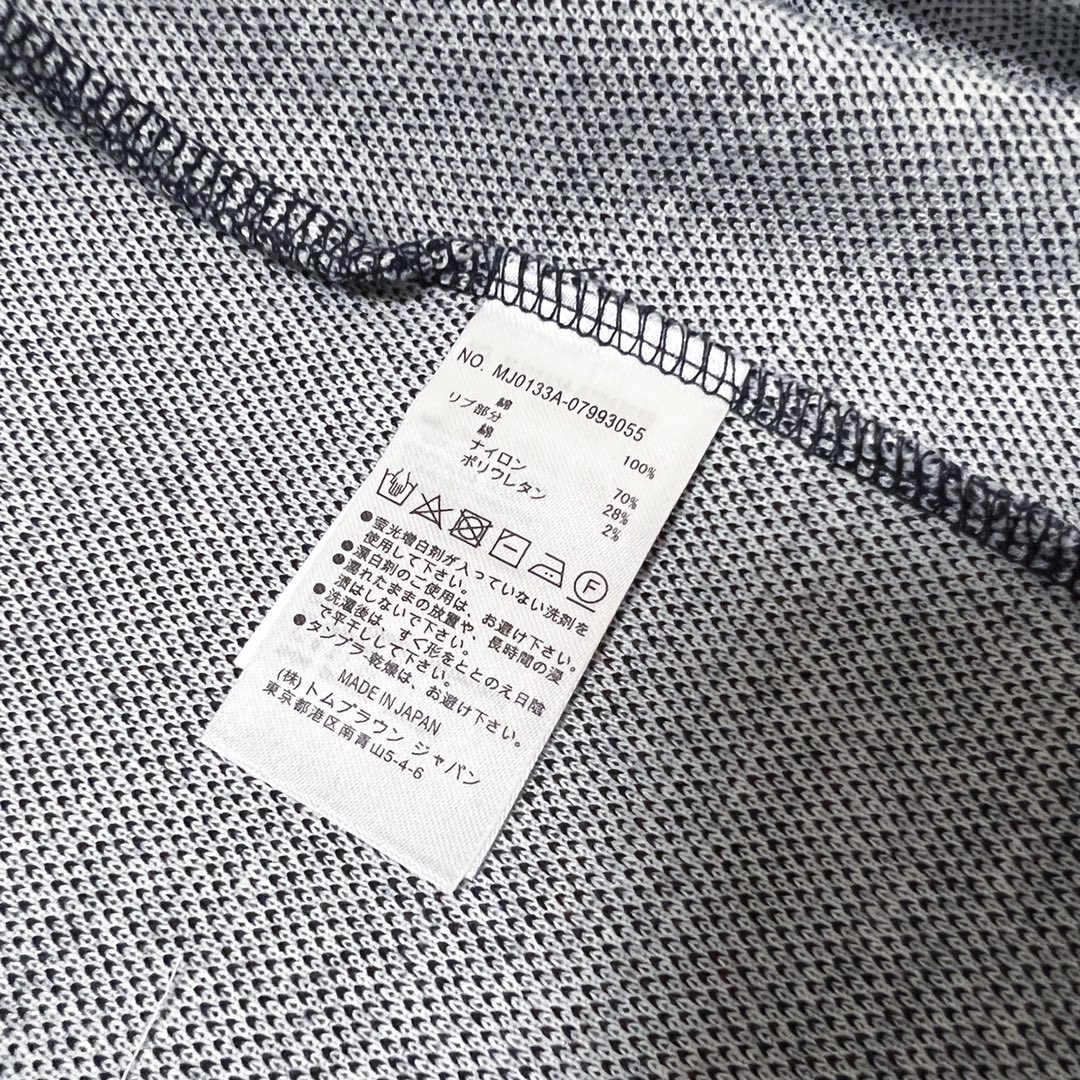 NO. MJ0133A-07993055
綿 100%
リブ部分
綿 70%
ナイロン 28%
ポリウレタン 2%
F
●蛍光増白剤が入っていない洗剤を
使用して下さい。
●漂白剤のご使用は、お避け下さい。
●濡れたままの放置や、長時間の浸
漬はしないで下さい。
●洗濯後は、すぐ形をととのえ日陰
で平干しして下さい。
●タンブラー乾燥は、お避け下さい。
MADE IN JAPAN
(株)トムブラウン ジャパン
東京都港区南青山5-4-6